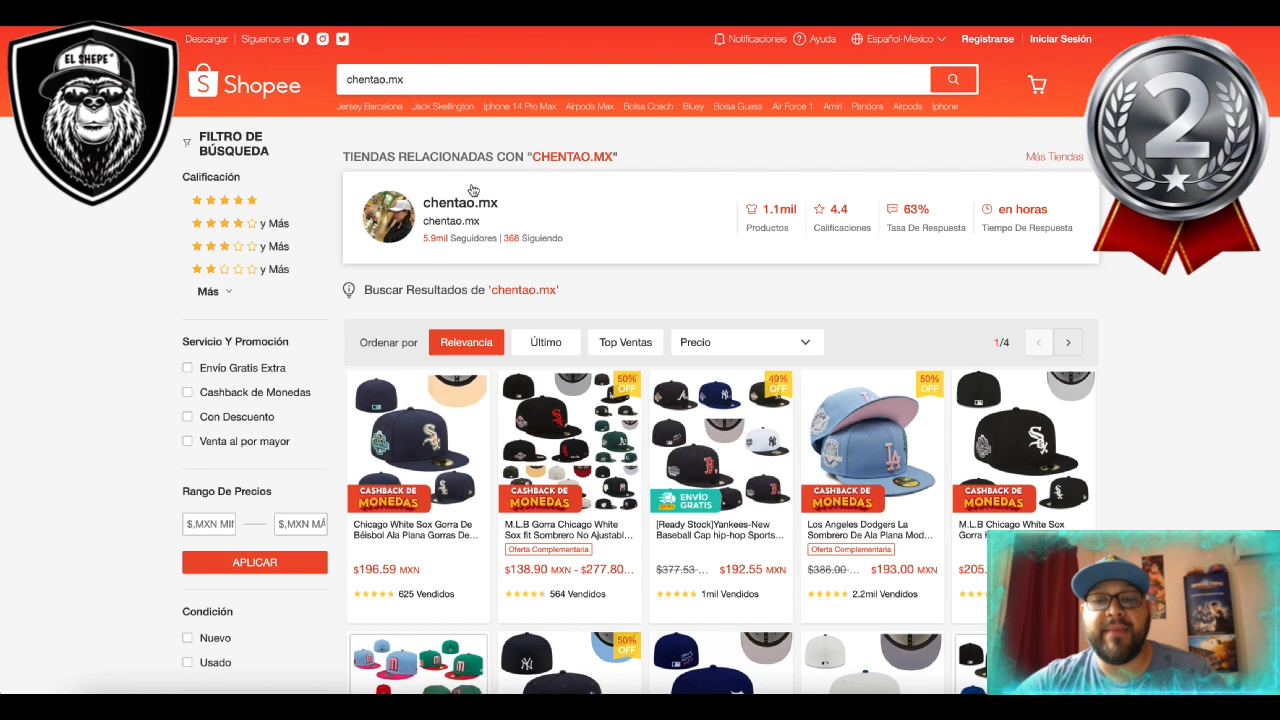 EL SHEPE
Descargar
Síguenos en
Notificaciones
Ayuda
Español-Mexico
Registrarse
Iniciar Sesión
Shopee
chentao.mx
Jersey Barcelona Jack Skellington Iphone 14 Pro Max Airpods Max Bolsa Coach Bluey Bolsa Guess Air Force 1 Amiri Pandora Airpods Iphone
2
FILTRO DE
BÚSQUEDA
Calificación
y Más
y Más
y Más
Más
Servicio Y Promoción
Envío Gratis Extra
Cashback de Monedas
Con Descuento
Venta al por mayor
Rango De Precios
$,MXN MÍ
$,MXN MÁ
APLICAR
Condición
Nuevo
Usado
TIENDAS RELACIONADAS CON "CHENTAO.MX"
Más Tiendas
chentao.mx
chentao.mx
5.9mil Seguidores | 368 Siguiendo
1.1mil
Productos
4.4
Calificaciones
63%
Tasa De Respuesta
en horas
Tiempo De Respuesta
Buscar Resultados de 'chentao.mx'
Ordenar por
Relevancia
Último
Top Ventas
Precio
1/4
CASHBACK DE
MONEDAS
Chicago White Sox Gorra De
Béisbol Ala Plana Gorras De...
$196.59 MXN
625 Vendidos
50%
OFF
CASHBACK DE
MONEDAS
M.L.B Gorra Chicago White
Sox fit Sombrero No Ajustabl...
Oferta Complementaria
$138.90 MXN - $277.80...
564 Vendidos
49%
OFF
ENVÍO
GRATIS
[Ready Stock]Yankees-New
Baseball Cap hip-hop Sports...
$377.53 ...
$192.55 MXN
1mil Vendidos
50%
OFF
CASHBACK DE
MONEDAS
Los Angeles Dodgers La
Sombrero De Ala Plana Mod...
Oferta Complementaria
$386.00 ...
$193.00 MXN
2.2mil Vendidos
CASHBACK DE
MONEDAS
M.L.B Chicago White Sox
$205.
50%
OFF